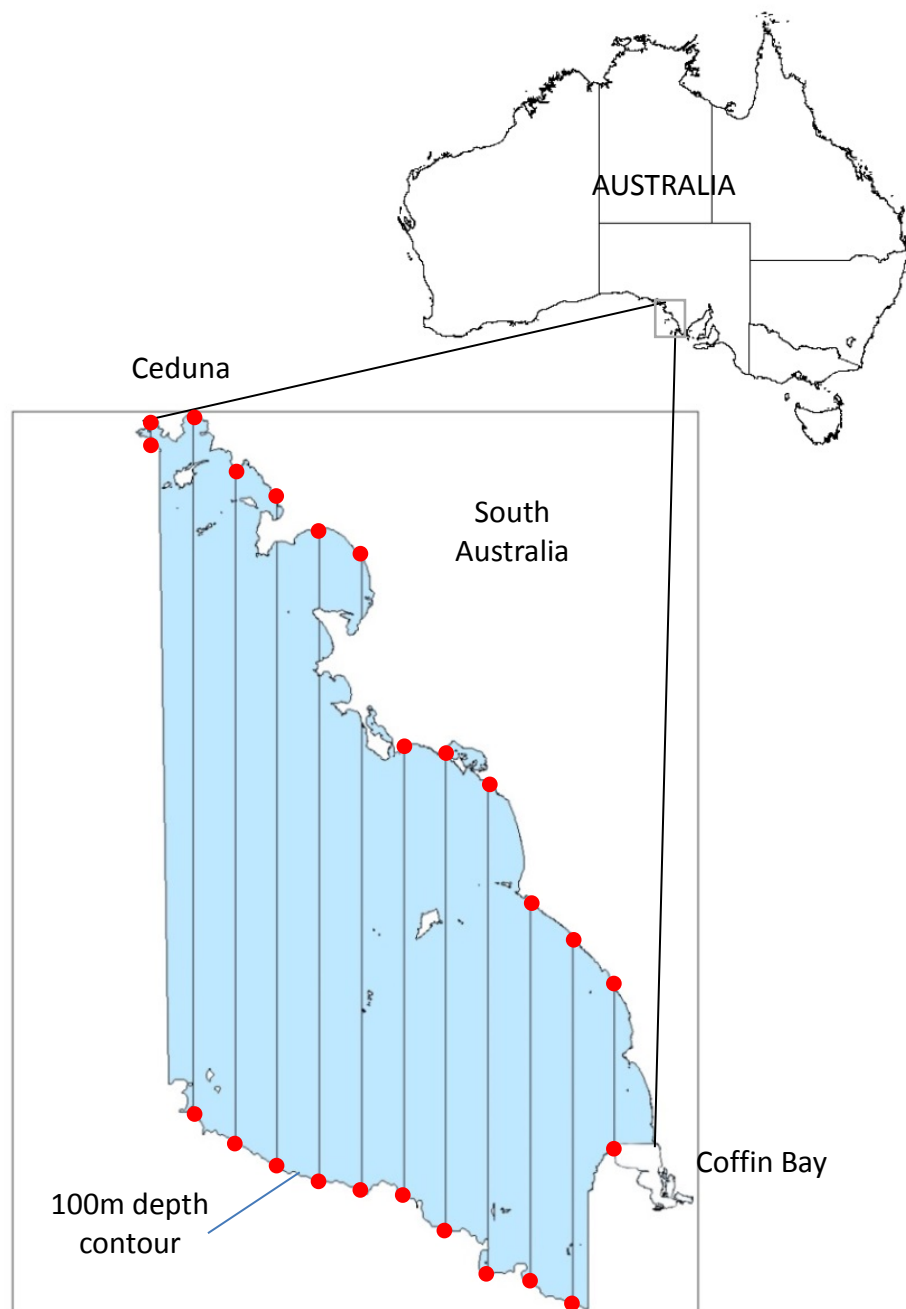 AUSTRALIA
Ceduna
South
Australia
Coffin Bay
100m depth
contour